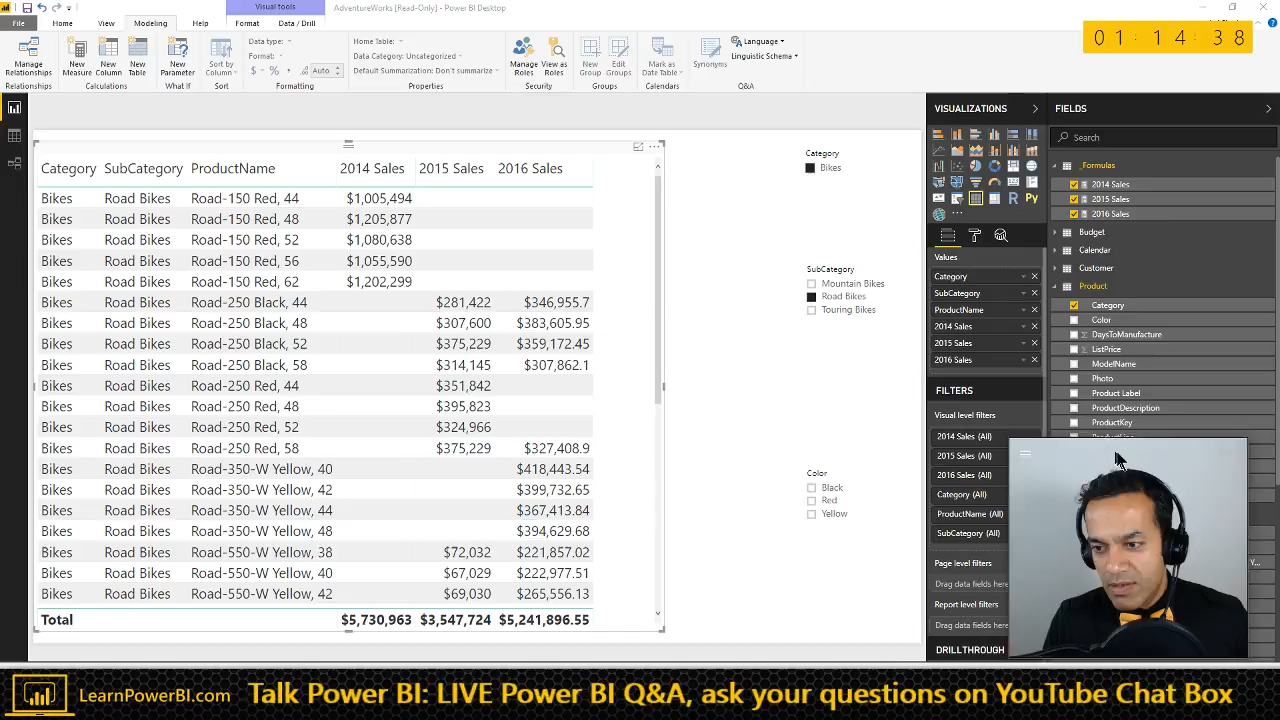 Visual tools
AdventureWorks [Read-Only] - Power BI Desktop
01:14:38
File
Home
View
Modeling
Help
Format
Data / Drill
Manage Relationships
New Measure
New Column
New Table
New Parameter
Sort by Column
Data type:
Format:
$ % , Auto
Home Table:
Data Category: Uncategorized
Default Summarization: Don't summarize
Manage Roles
View as Roles
New Group
Edit Groups
Mark as Date Table
Synonyms
Language
Linguistic Schema
Relationships
Calculations
What If
Sort
Formatting
Properties
Security
Groups
Calendars
Q&A
Category SubCategory ProductName 2014 Sales 2015 Sales 2016 Sales
Bikes Road Bikes Road-150 Red, 44 $1,005,494
Bikes Road Bikes Road-150 Red, 48 $1,205,877
Bikes Road Bikes Road-150 Red, 52 $1,080,638
Bikes Road Bikes Road-150 Red, 56 $1,055,590
Bikes Road Bikes Road-150 Red, 62 $1,202,299
Bikes Road Bikes Road-250 Black, 44 $281,422 $346,955.7
Bikes Road Bikes Road-250 Black, 48 $307,600 $383,605.95
Bikes Road Bikes Road-250 Black, 52 $375,229 $359,172.45
Bikes Road Bikes Road-250 Black, 58 $314,145 $307,862.1
Bikes Road Bikes Road-250 Red, 44 $351,842
Bikes Road Bikes Road-250 Red, 48 $395,823
Bikes Road Bikes Road-250 Red, 52 $324,966
Bikes Road Bikes Road-250 Red, 58 $375,229 $327,408.9
Bikes Road Bikes Road-350-W Yellow, 40 $418,443.54
Bikes Road Bikes Road-350-W Yellow, 42 $399,732.65
Bikes Road Bikes Road-350-W Yellow, 44 $367,413.84
Bikes Road Bikes Road-350-W Yellow, 48 $394,629.68
Bikes Road Bikes Road-550-W Yellow, 38 $72,032 $221,857.02
Bikes Road Bikes Road-550-W Yellow, 40 $67,029 $222,977.51
Bikes Road Bikes Road-550-W Yellow, 42 $69,030 $265,556.13
Total $5,730,963 $3,547,724 $5,241,896.55
Category
Bikes
SubCategory
Mountain Bikes
Road Bikes
Touring Bikes
Color
Black
Red
Yellow
VISUALIZATIONS
R Py
Values
Category
SubCategory
ProductName
2014 Sales
2015 Sales
2016 Sales
FILTERS
Visual level filters
2014 Sales (All)
2015 Sales (All)
2016 Sales (All)
Category (All)
ProductName (All)
SubCategory (All)
Page level filters
Drag data fields here
Report level filters
Drag data fields here
DRILLTHROUGH
FIELDS
Search
_Formulas
2014 Sales
2015 Sales
2016 Sales
Budget
Calendar
Customer
Product
Category
Color
DaysToManufacture
ListPrice
ModelName
Photo
Product Label
ProductDescription
ProductKey
LearnPowerBI.com
Talk Power BI: LIVE Power BI Q&A, ask your questions on YouTube Chat Box